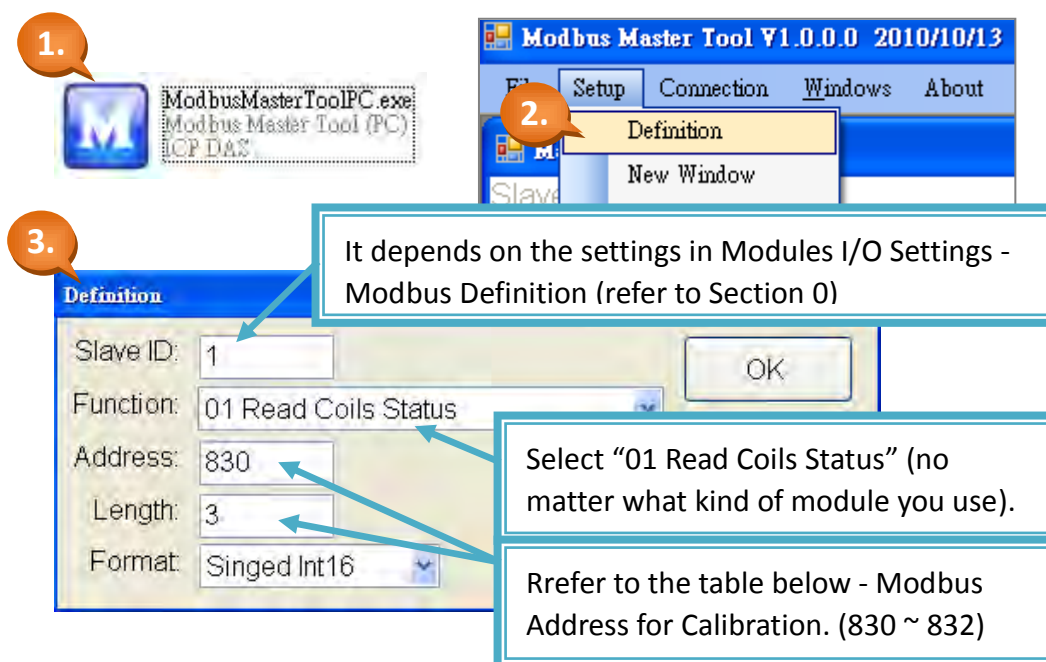 1.
ModbusMasterToolPC.exe
Modbus Master Tool (PC)
ICP DAS
Modbus Master Tool V1.0.0.0 2010/10/13
Setup Connection Windows About
2.
Definition
New Window
Slave
3.
It depends on the settings in Modules I/O Settings -
Modbus Definition (refer to Section 0)
Definition
Slave ID: 1
OK
Function: 01 Read Coils Status
Address: 830
Length: 3
Format: Singed Int16
Select “01 Read Coils Status” (no
matter what kind of module you use).
Rrefer to the table below - Modbus
Address for Calibration. (830 ~ 832)